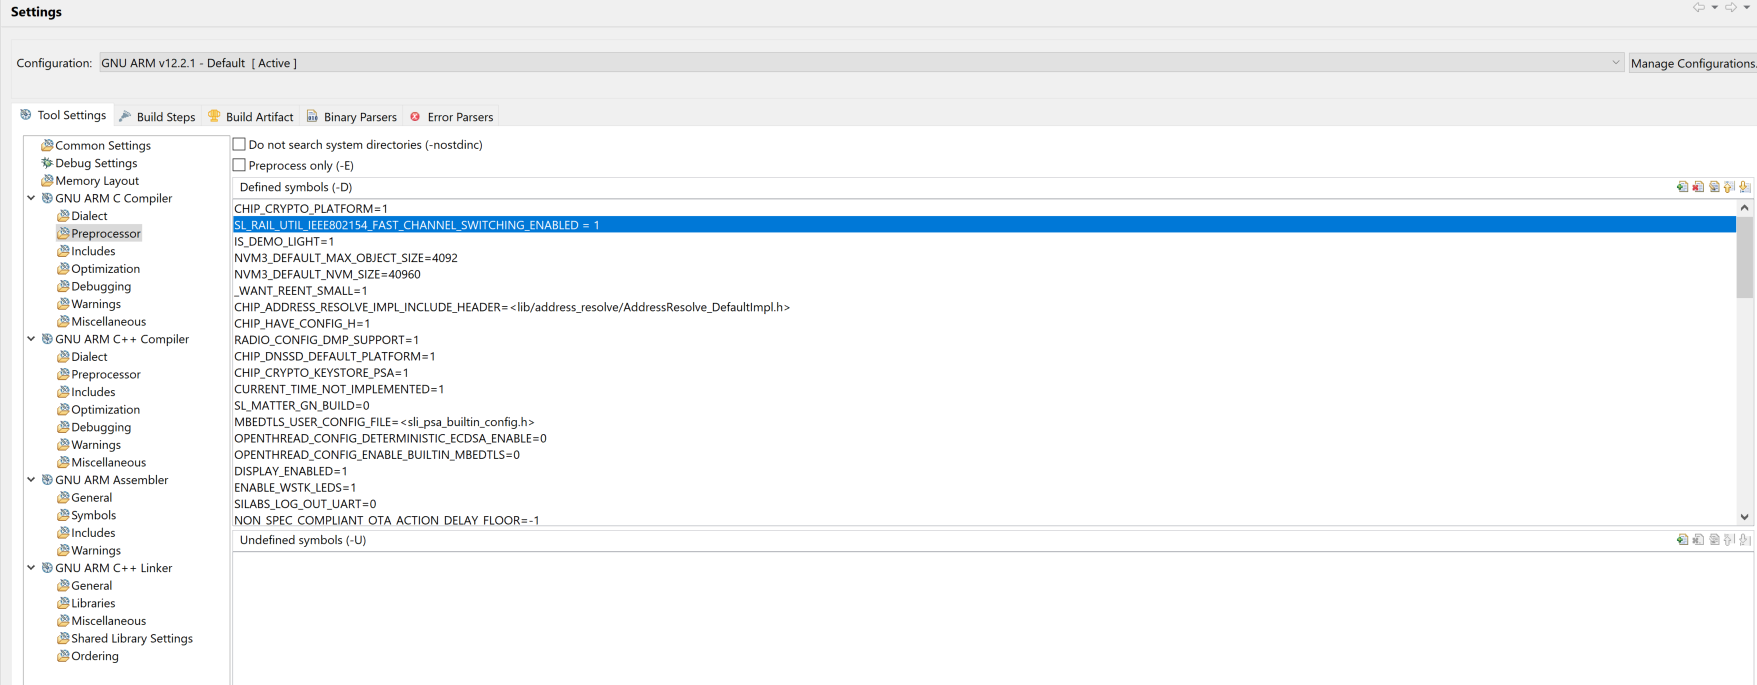 Settings
Configuration: GNU ARM v12.2.1 - Default [ Active ] Manage Configurations.
Tool Settings Build Steps Build Artifact Binary Parsers Error Parsers
Common Settings
Debug Settings
Memory Layout
GNU ARM C Compiler
Dialect
Preprocessor
Includes
Optimization
Debugging
Warnings
Miscellaneous
GNU ARM C++ Compiler
Dialect
Preprocessor
Includes
Optimization
Debugging
Warnings
Miscellaneous
GNU ARM Assembler
General
Symbols
Includes
Warnings
GNU ARM C++ Linker
General
Libraries
Miscellaneous
Shared Library Settings
Ordering
Do not search system directories (-nostdinc)
Preprocess only (-E)
Defined symbols (-D)
CHIP_CRYPTO_PLATFORM=1
SL_RAIL_UTIL_IEEE802154_FAST_CHANNEL_SWITCHING_ENABLED = 1
IS_DEMO_LIGHT=1
NVM3_DEFAULT_MAX_OBJECT_SIZE=4092
NVM3_DEFAULT_NVM_SIZE=40960
_WANT_REENT_SMALL=1
CHIP_ADDRESS_RESOLVE_IMPL_INCLUDE_HEADER=<lib/address_resolve/AddressResolve_DefaultImpl.h>
CHIP_HAVE_CONFIG_H=1
RADIO_CONFIG_DMP_SUPPORT=1
CHIP_DNSSD_DEFAULT_PLATFORM=1
CHIP_CRYPTO_KEYSTORE_PSA=1
CURRENT_TIME_NOT_IMPLEMENTED=1
SL_MATTER_GN_BUILD=0
MBEDTLS_USER_CONFIG_FILE=<sli_psa_builtin_config.h>
OPENTHREAD_CONFIG_DETERMINISTIC_ECDSA_ENABLE=0
OPENTHREAD_CONFIG_ENABLE_BUILTIN_MBEDTLS=0
DISPLAY_ENABLED=1
ENABLE_WSTK_LEDS=1
SILABS_LOG_OUT_UART=0
NON_SPEC_COMPLIANT_OTA_ACTION_DELAY_FLOOR=-1
Undefined symbols (-U)